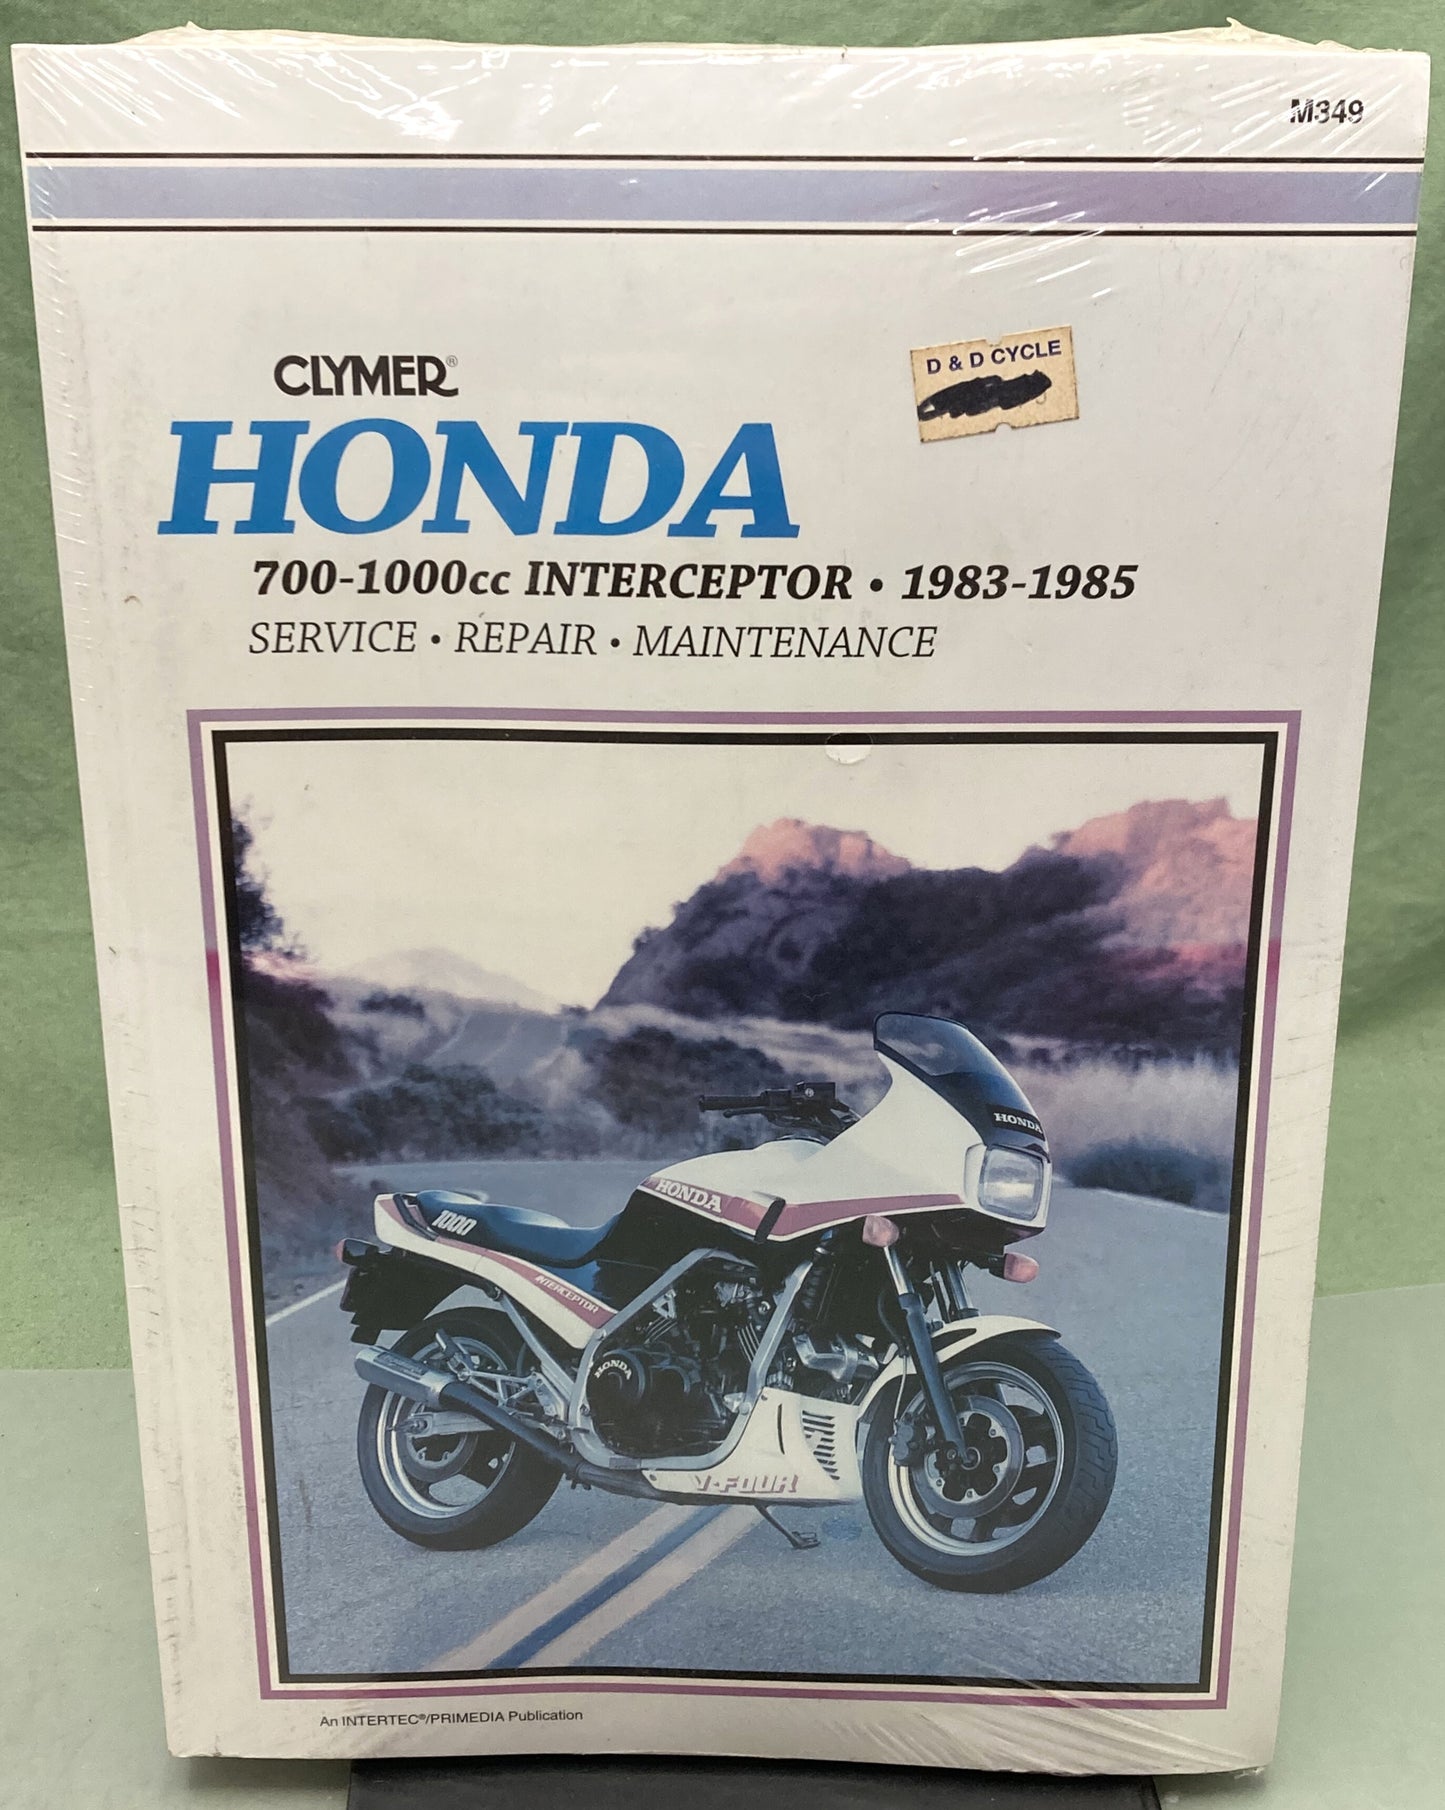 M349
CLYMER®
D & D CYCLE
HONDA
700-1000cc INTERCEPTOR • 1983-1985
SERVICE • REPAIR • MAINTENANCE
HONDA
HONDA
1000
INTERCEPTOR
HONDA
V-FOUR
An INTERTEC®/PRIMEDIA Publication